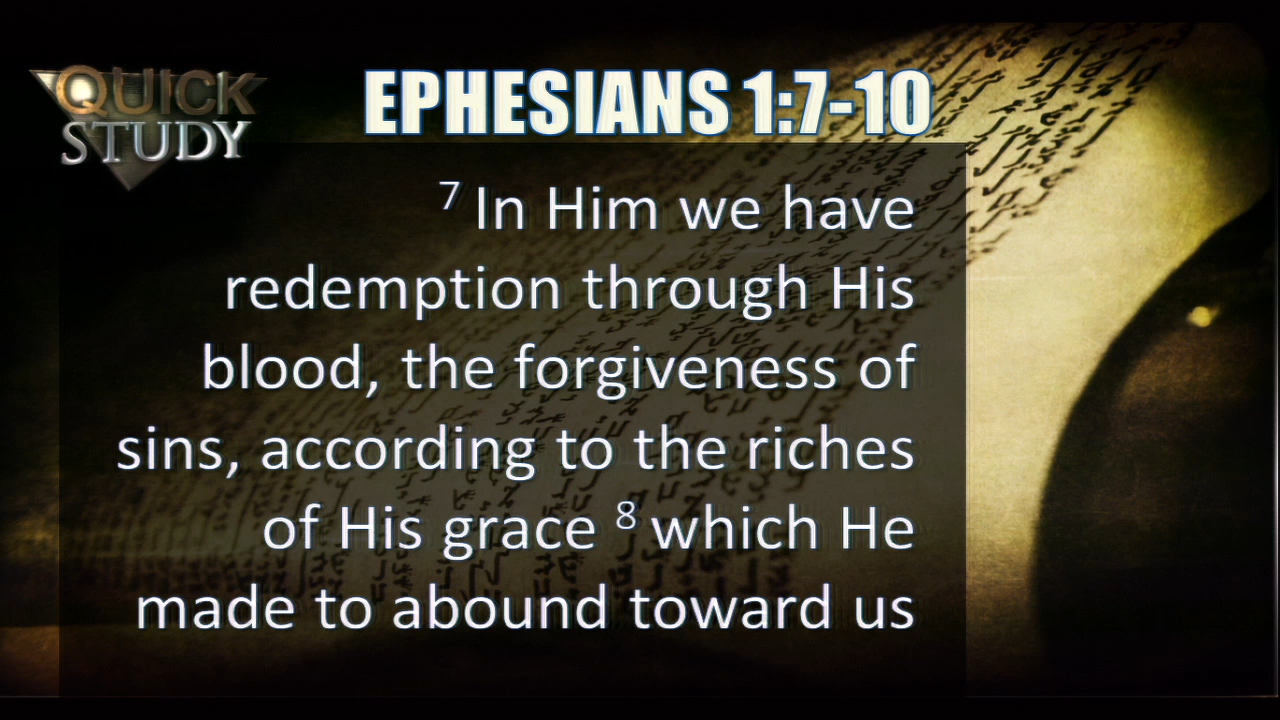 QUICK
STUDY
EPHESIANS 1:7-10
7 In Him we have
redemption through His
blood, the forgiveness of
sins, according to the riches
of His grace 8 which He
made to abound toward us